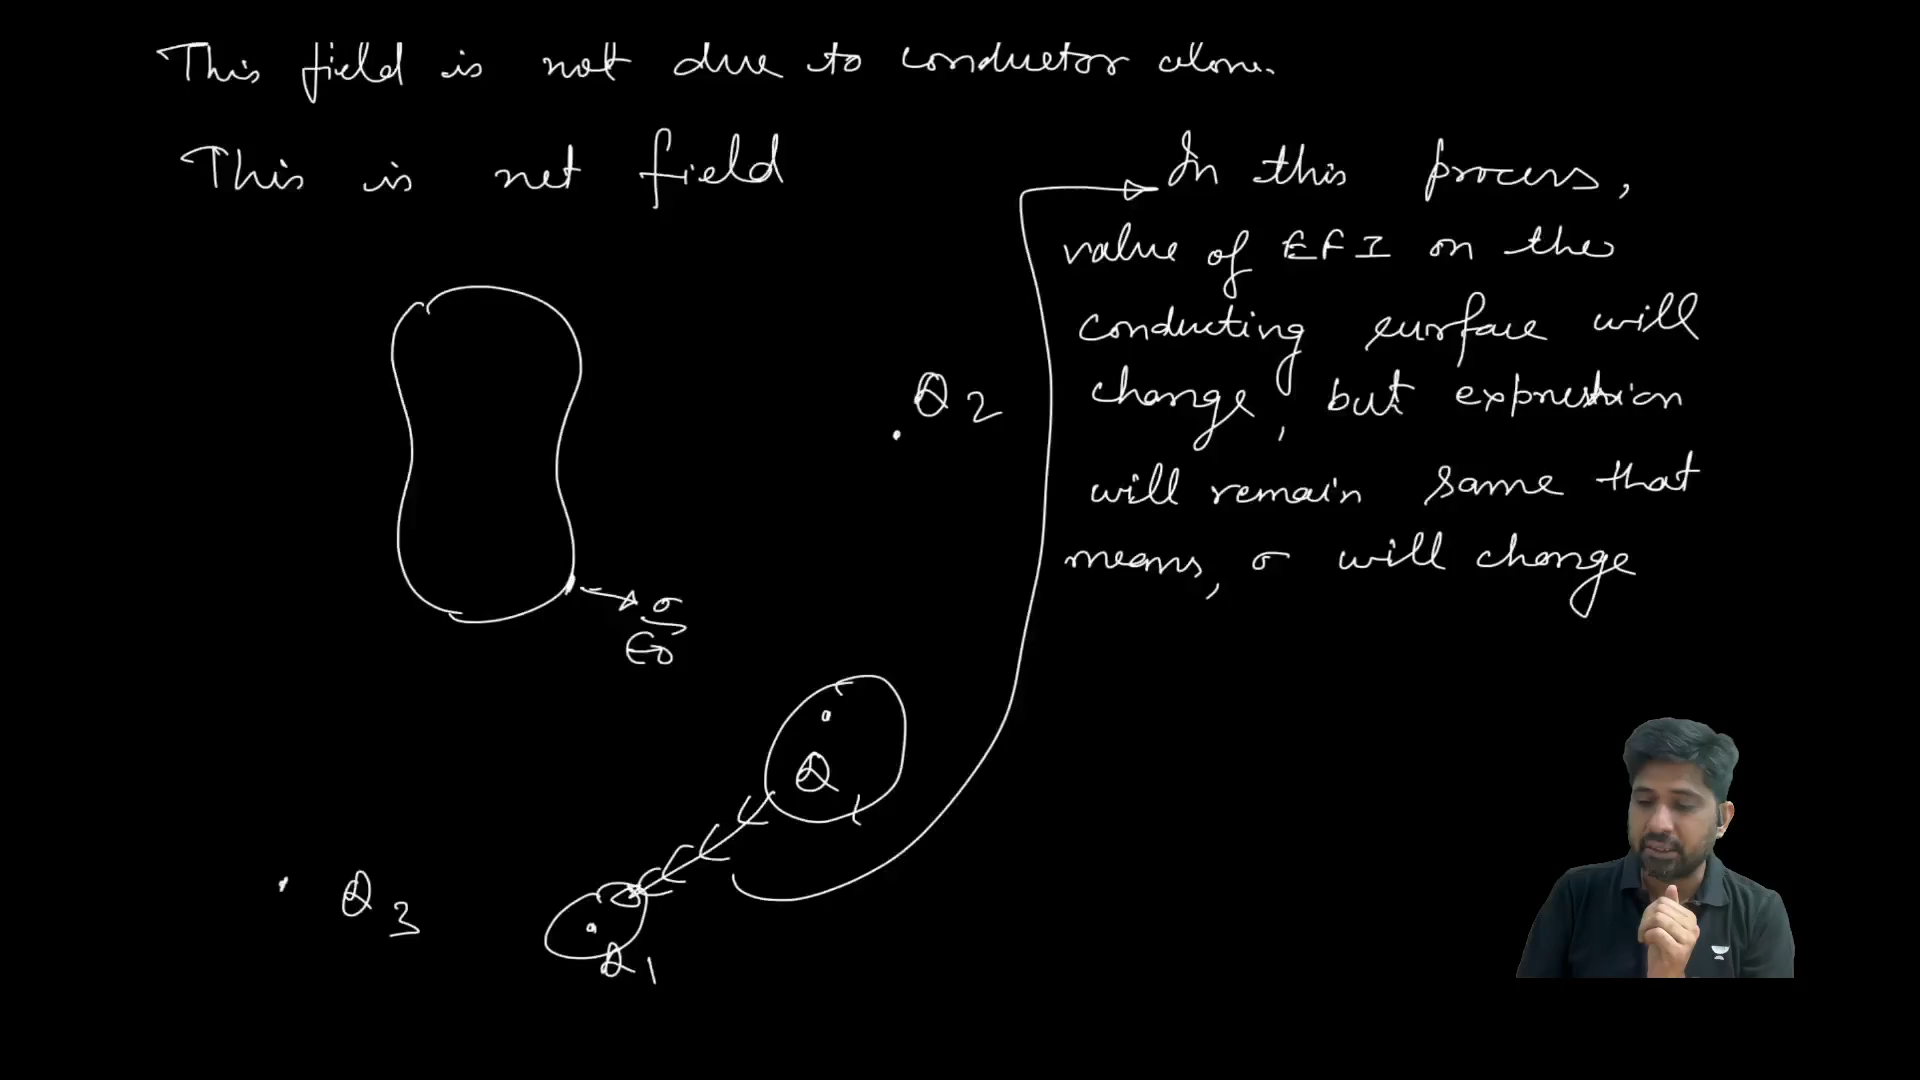 This field is not due to conductor alone.
This is net field
In this process,
value of EFI on the
conducting surface will
change, but expression
will remain same that
means, σ will change
Q2
σ
ϵ0
Q
Q3
Q1